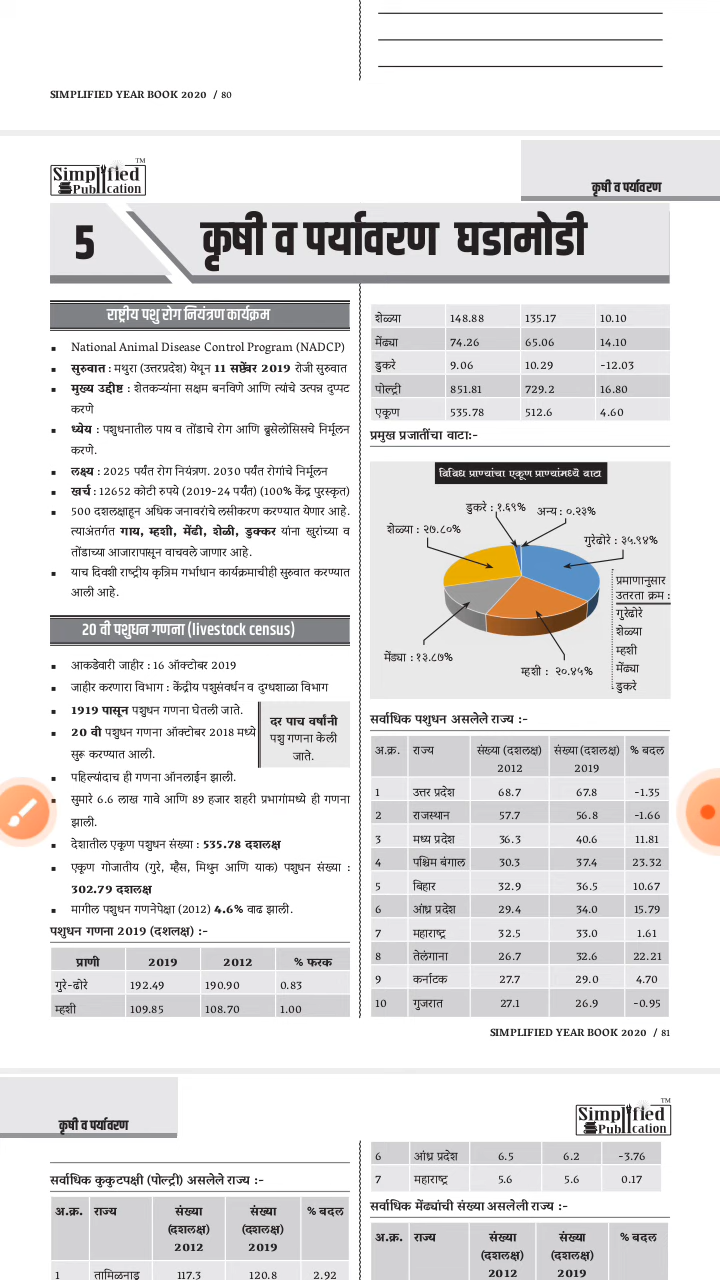 SIMPLIFIED YEAR BOOK 2020 / 80
Simplified
Publication
TM
कृषी व पर्यावरण
5
कृषी व पर्यावरण घडामोडी
राष्ट्रीय पशु रोग नियंत्रण कार्यक्रम
▪ National Animal Disease Control Program (NADCP)
▪ सुरुवात : मथुरा (उत्तरप्रदेश) येथून 11 सप्टेंबर 2019 रोजी सुरुवात
▪ मुख्य उद्दीष्ट : शेतकऱ्यांना सक्षम बनविणे आणि त्यांचे उत्पन्न दुप्पट
करणे
▪ ध्येय : पशुधनातील पाय व तोंडाचे रोग आणि ब्रुसेलोसिसचे निर्मूलन
करणे.
▪ लक्ष्य : 2025 पर्यंत रोग नियंत्रण. 2030 पर्यंत रोगांचे निर्मूलन
▪ खर्च : 12652 कोटी रुपये (2019-24 पर्यंत) (100% केंद्र पुरस्कृत)
▪ 500 दशलक्षाहून अधिक जनावरांचे लसीकरण करण्यात येणार आहे.
त्याअंतर्गत गाय, म्हशी, मेंढी, शेळी, डुक्कर यांना खुरांच्या व
तोंडाच्या आजारापासून वाचवले जाणार आहे.
▪ याच दिवशी राष्ट्रीय कृत्रिम गर्भाधान कार्यक्रमाचीही सुरुवात करण्यात
आली आहे.
20 वी पशुधन गणना (livestock census)
▪ आकडेवारी जाहीर : 16 ऑक्टोबर 2019
▪ जाहीर करणारा विभाग : केंद्रीय पशुसंवर्धन व दुग्धशाळा विभाग
▪ 1919 पासून पशुधन गणना घेतली जाते.
▪ 20 वी पशुधन गणना ऑक्टोबर 2018 मध्ये
सुरू करण्यात आली.
दर पाच वर्षांनी
पशु गणना केली
जाते.
▪ पहिल्यांदाच ही गणना ऑनलाईन झाली.
▪ सुमारे 6.6 लाख गावे आणि 89 हजार शहरी प्रभागांमध्ये ही गणना
झाली.
▪ देशातील एकूण पशुधन संख्या : 535.78 दशलक्ष
▪ एकूण गोजातीय (गुरे, म्हैस, मिथुन आणि याक) पशुधन संख्या :
302.79 दशलक्ष
▪ मागील पशुधन गणनेपेक्षा (2012) 4.6% वाढ झाली.
पशुधन गणना 2019 (दशलक्ष) :-
प्राणी 2019 2012 % फरक
गुरे-ढोरे 192.49 190.90 0.83
म्हशी 109.85 108.70 1.00
शेळ्या 148.88 135.17 10.10
मेंढ्या 74.26 65.06 14.10
डुकरे 9.06 10.29 -12.03
पोल्ट्री 851.81 729.2 16.80
एकूण 535.78 512.6 4.60
प्रमुख प्रजातींचा वाटा:-
विविध प्राण्यांचा एकूण प्राण्यांमध्ये वाटा
डुकरे : १.६९% अन्य : ०.२३%
शेळ्या : २७.८०%
गुरेढोरे : ३५.९४%
मेंढ्या : १३.८७%
म्हशी : २०.४५%
प्रमाणानुसार
उतरता क्रम :
गुरेढोरे
शेळ्या
म्हशी
मेंढ्या
डुकरे
सर्वाधिक पशुधन असलेले राज्य :-
अ.क्र. राज्य संख्या (दशलक्ष) संख्या (दशलक्ष) % बदल
2012 2019
1 उत्तर प्रदेश 68.7 67.8 -1.35
2 राजस्थान 57.7 56.8 -1.66
3 मध्य प्रदेश 36.3 40.6 11.81
4 पश्चिम बंगाल 30.3 37.4 23.32
5 बिहार 32.9 36.5 10.67
6 आंध्र प्रदेश 29.4 34.0 15.79
7 महाराष्ट्र 32.5 33.0 1.61
8 तेलंगाना 26.7 32.6 22.21
9 कर्नाटक 27.7 29.0 4.70
10 गुजरात 27.1 26.9 -0.95
SIMPLIFIED YEAR BOOK 2020 / 81
कृषी व पर्यावरण
Simplified
Publication
TM
सर्वाधिक कुकुटपक्षी (पोल्ट्री) असलेले राज्य :-
अ.क्र. राज्य संख्या संख्या % बदल
(दशलक्ष) (दशलक्ष)
2012 2019
1 तामिळनाडू 117.3 120.8 2.92
6 आंध्र प्रदेश 6.5 6.2 -3.76
7 महाराष्ट्र 5.6 5.6 0.17
सर्वाधिक मेंढ्यांची संख्या असलेली राज्य :-
अ.क्र. राज्य संख्या संख्या % बदल
(दशलक्ष) (दशलक्ष)
2012 2019